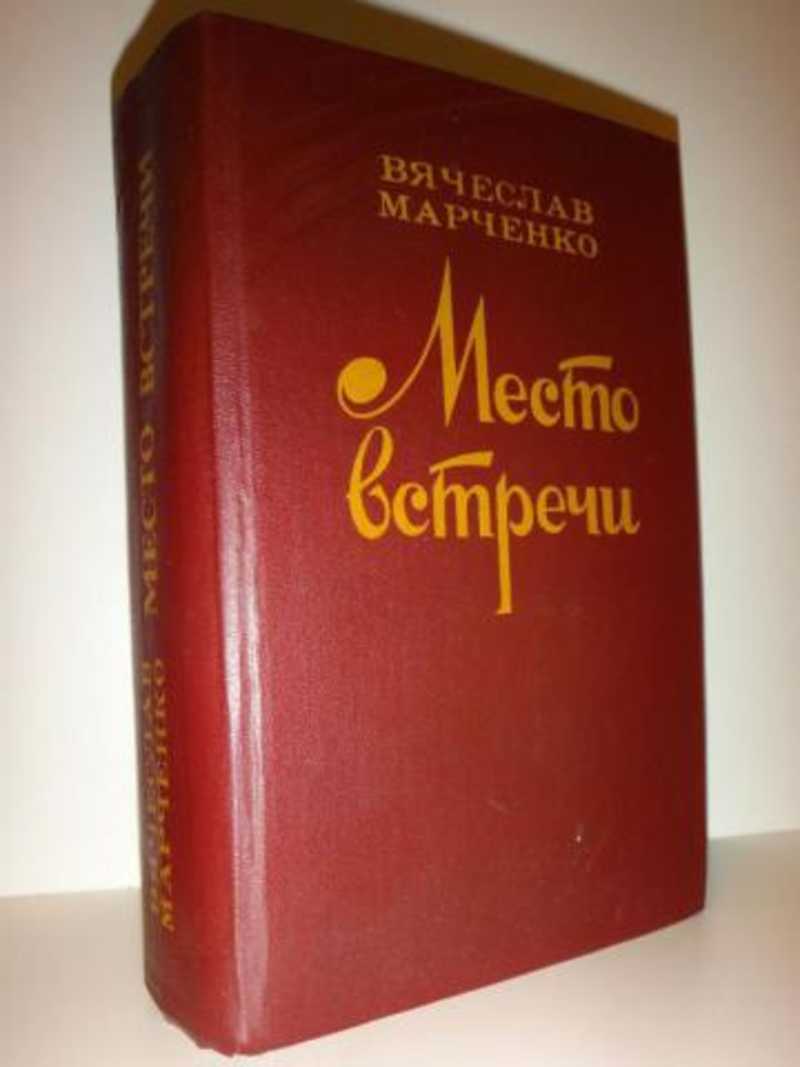 ВЯЧЕСЛАВ
МАРЧЕНКО
Место
встречи
ВЯЧЕСЛАВ
МАРЧЕНКО
МЕСТО ВСТРЕЧИ